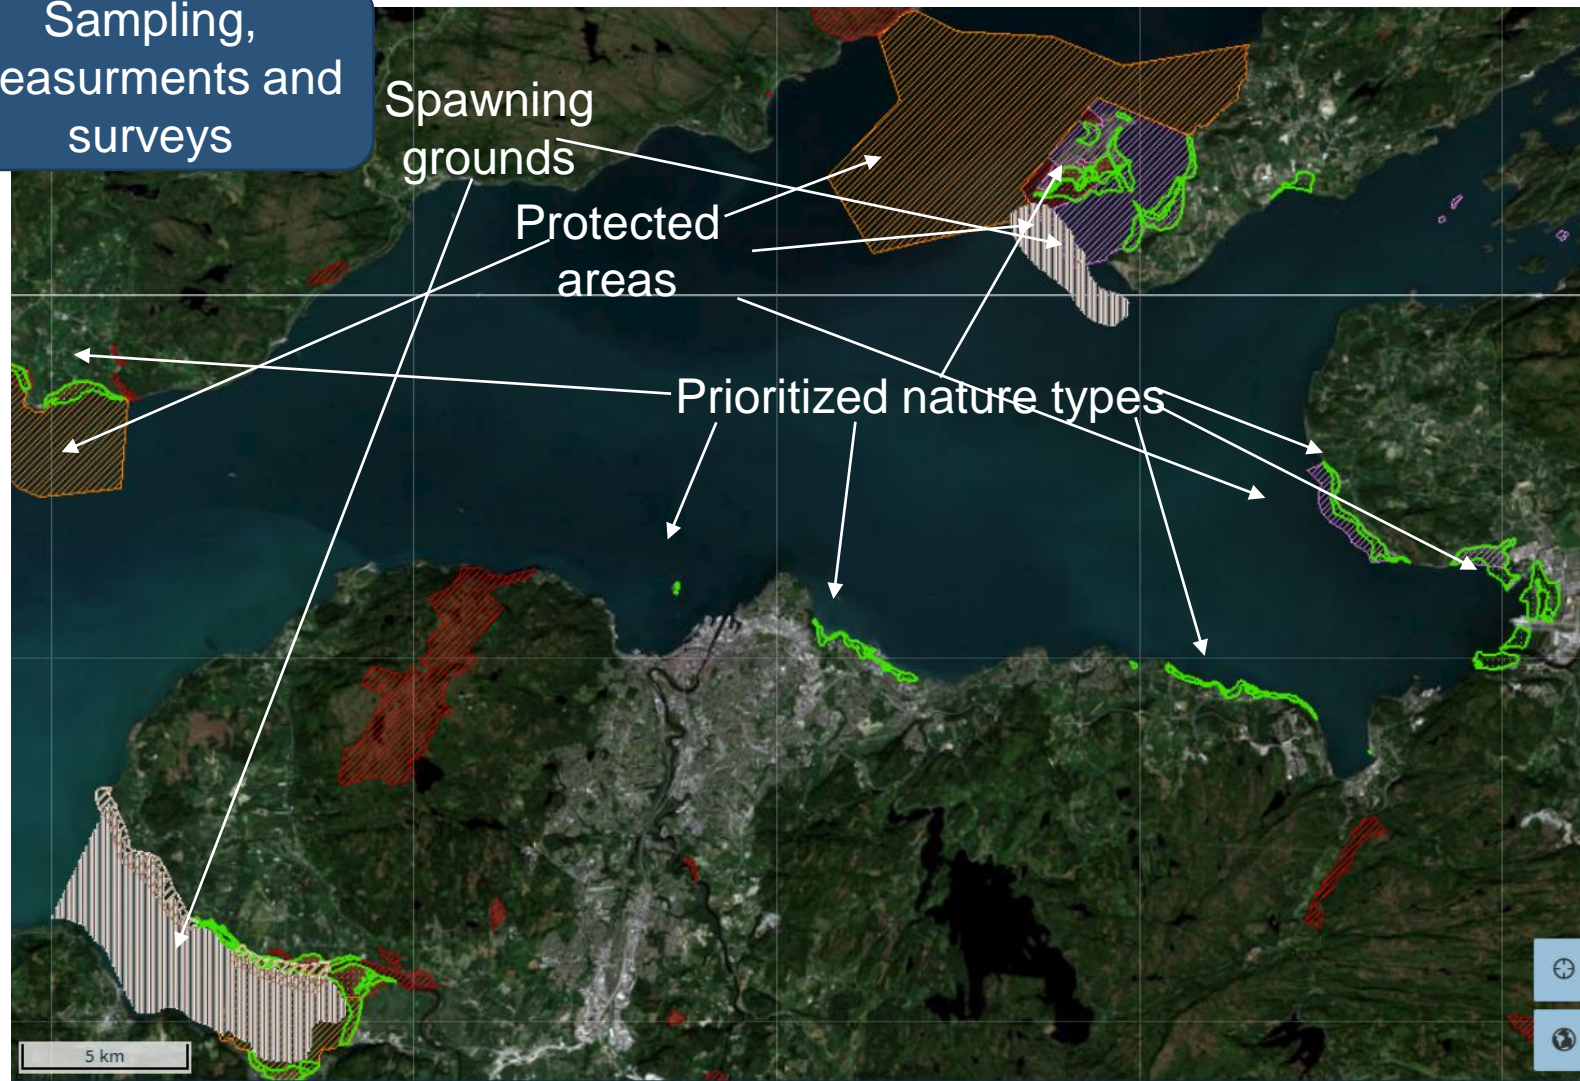 Sampling,
easurments and
surveys
Spawning
grounds
Protected
areas
Prioritized nature types
5 km